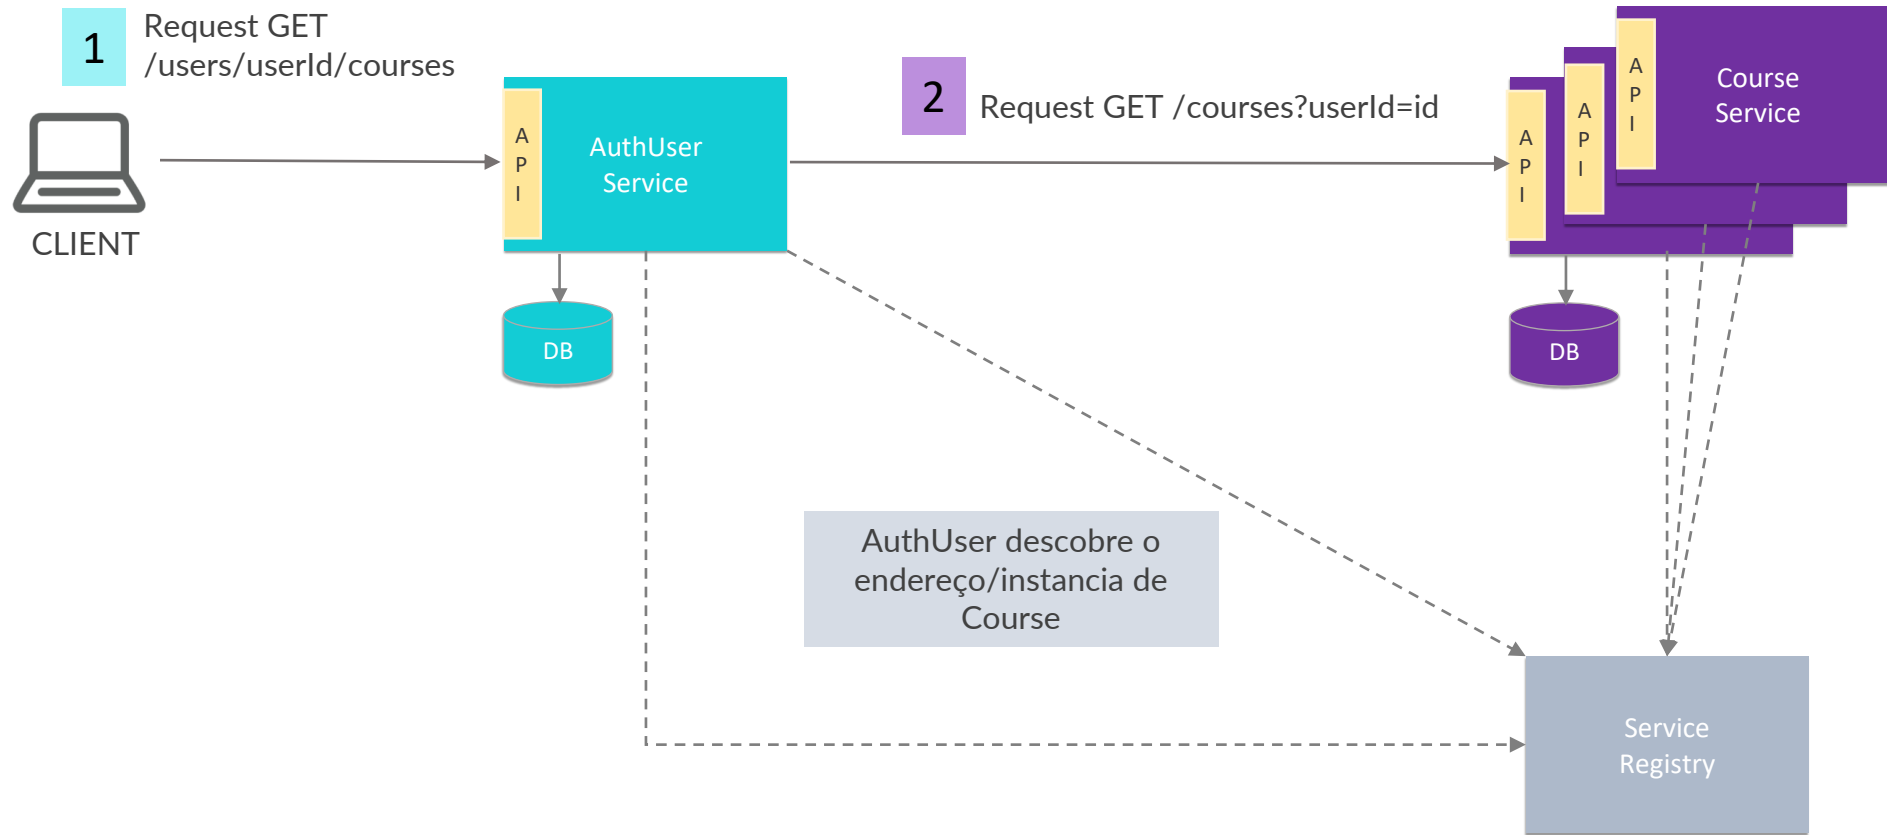 1
Request GET
/users/userId/courses
CLIENT
A
P
I
AuthUser
Service
DB
2
Request GET /courses?userId=id
A
P
I
A
P
I
A
P
I
Course
Service
DB
AuthUser descobre o
endereço/instancia de
Course
Service
Registry